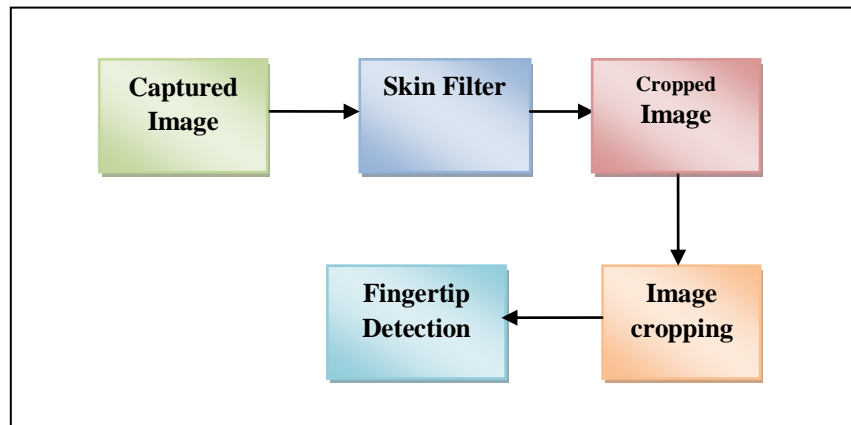 Captured
Image
Skin Filter
Cropped
Image
Image
cropping
Fingertip
Detection